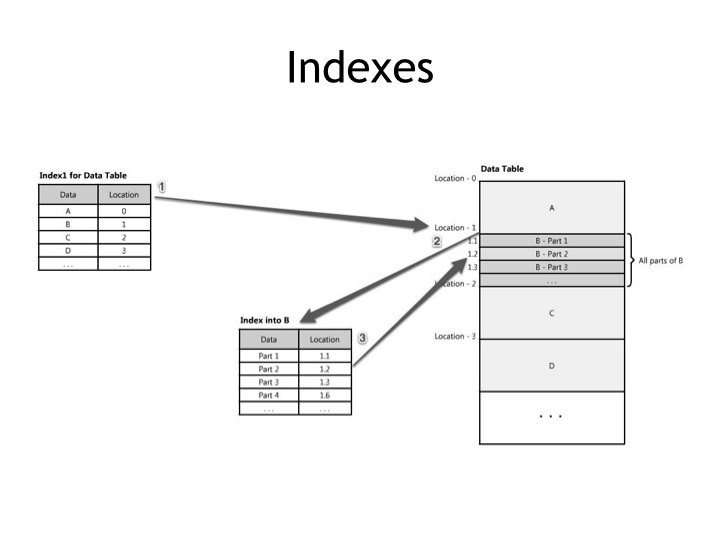 Indexes
Index1 for Data Table
Data Location
A 0
B 1
C 2
D 3
... ...
1
Data Table
Location - 0
A
Location - 1
2
1.1 B - Part 1
1.2 B - Part 2
1.3 B - Part 3
...
All parts of B
Location - 2
C
Location - 3
D
...
Index into B
Data Location
Part 1 1.1
Part 2 1.2
Part 3 1.3
Part 4 1.6
... ...
3